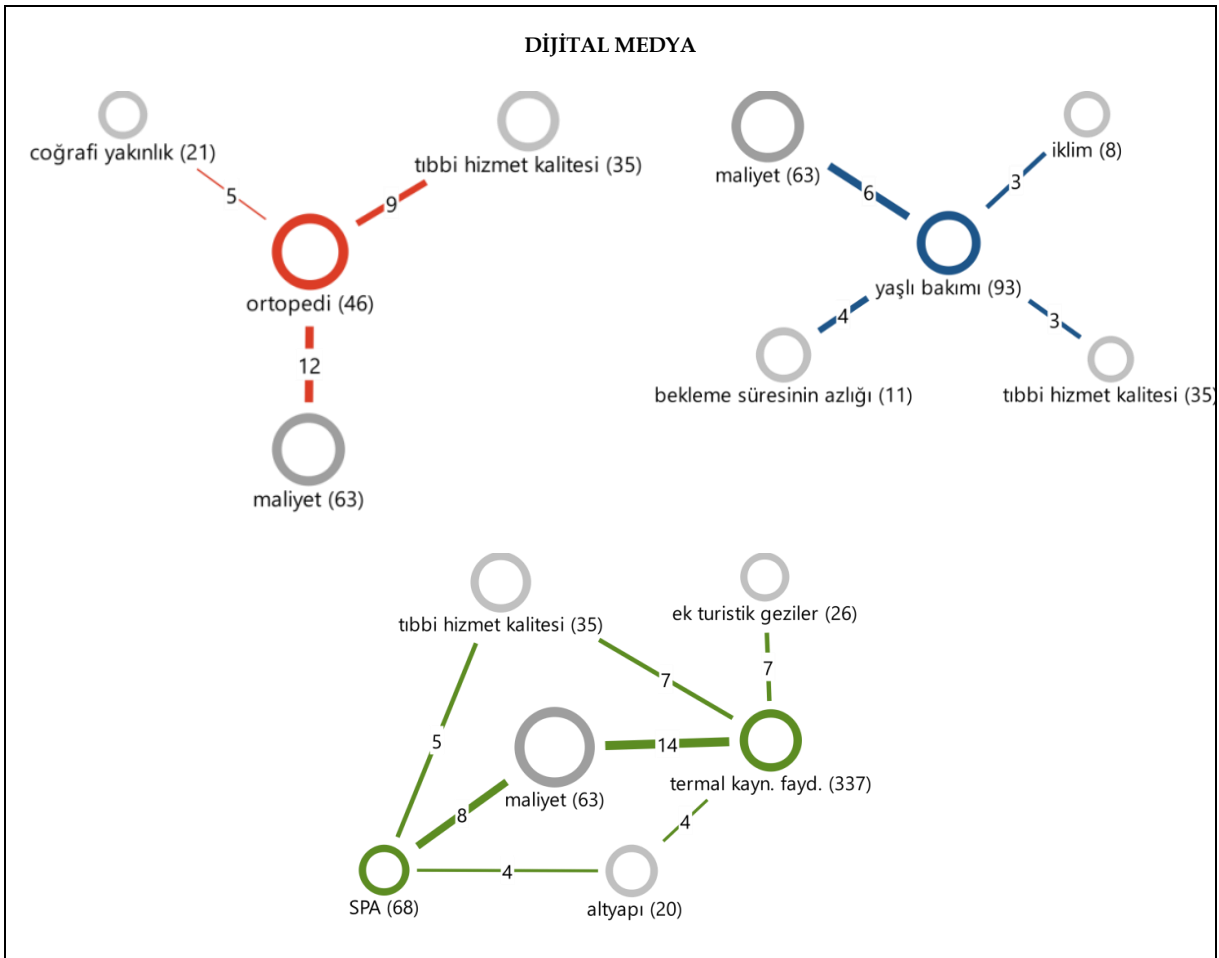 DİJİTAL MEDYA
coğrafi yakınlık (21)
tıbbi hizmet kalitesi (35)
5
9
ortopedi (46)
12
maliyet (63)
maliyet (63)
iklim (8)
6
3
yaşlı bakımı (93)
4
3
bekleme süresinin azlığı (11)
tıbbi hizmet kalitesi (35)
tıbbi hizmet kalitesi (35)
ek turistik geziler (26)
7
7
5
14
termal kayn. fayd. (337)
maliyet (63)
8
4
4
SPA (68)
altyapı (20)